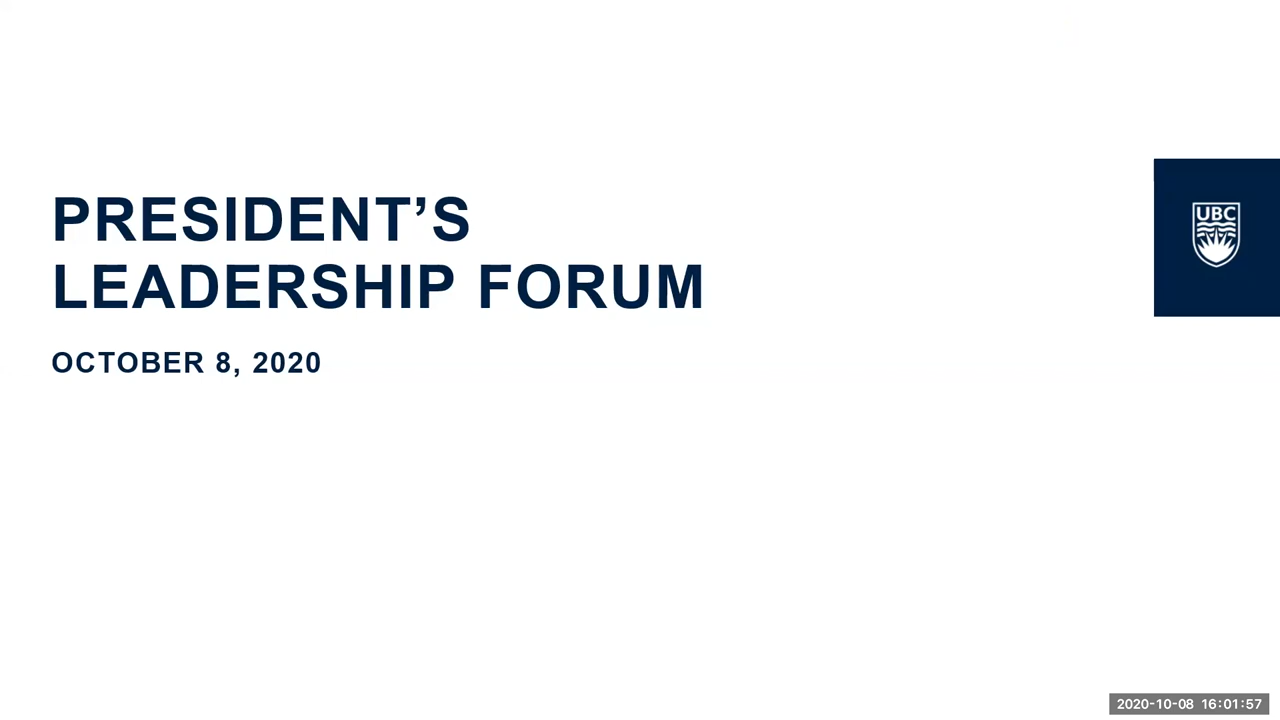 PRESIDENT’S
LEADERSHIP FORUM
OCTOBER 8, 2020
UBC
2020-10-08 16:01:57